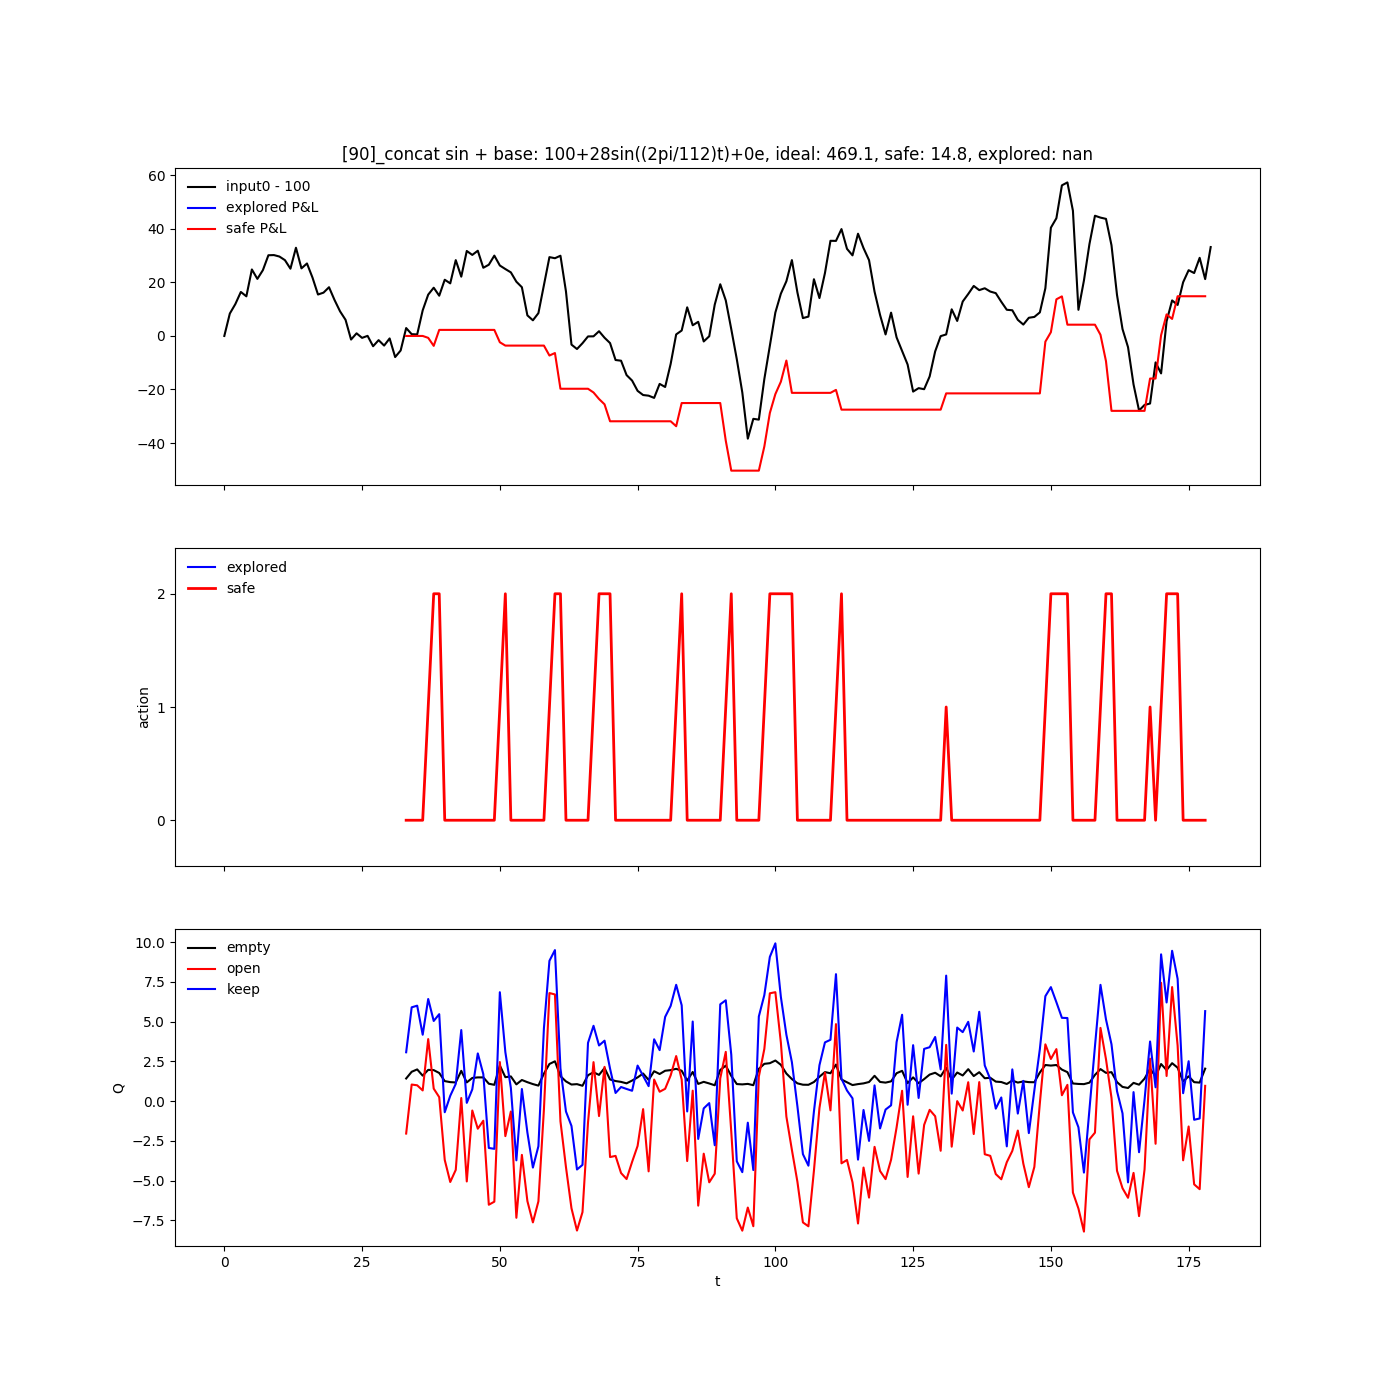 [90]_concat sin + base: 100+28sin((2pi/112)t)+0e, ideal: 469.1, safe: 14.8, explored: nan
60
40
20
0
−20
−40
input0 - 100
explored P&L
safe P&L
2
1
0
action
explored
safe
10.0
7.5
5.0
2.5
0.0
−2.5
−5.0
−7.5
Q
empty
open
keep
0 25 50 75 100 125 150 175
t